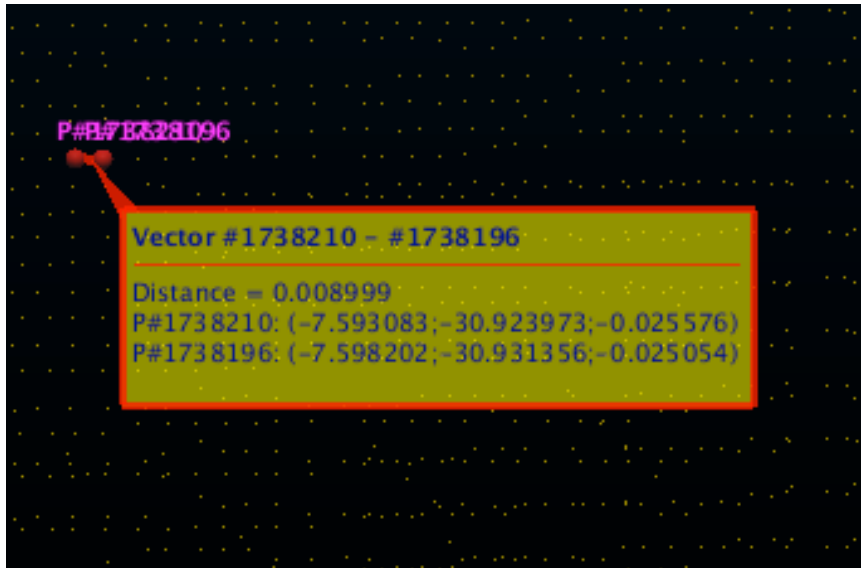 Vector #1738210 - #1738196
Distance = 0.008999
P#1738210: (-7.593083;-30.923973;-0.025576)
P#1738196: (-7.598202;-30.931356;-0.025054)